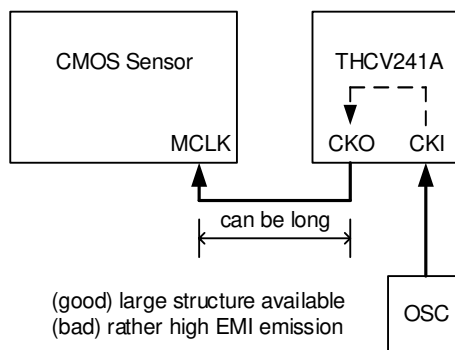 CMOS Sensor
THCV241A
MCLK
CKO
CKI
can be long
(good) large structure available
(bad) rather high EMI emission
OSC